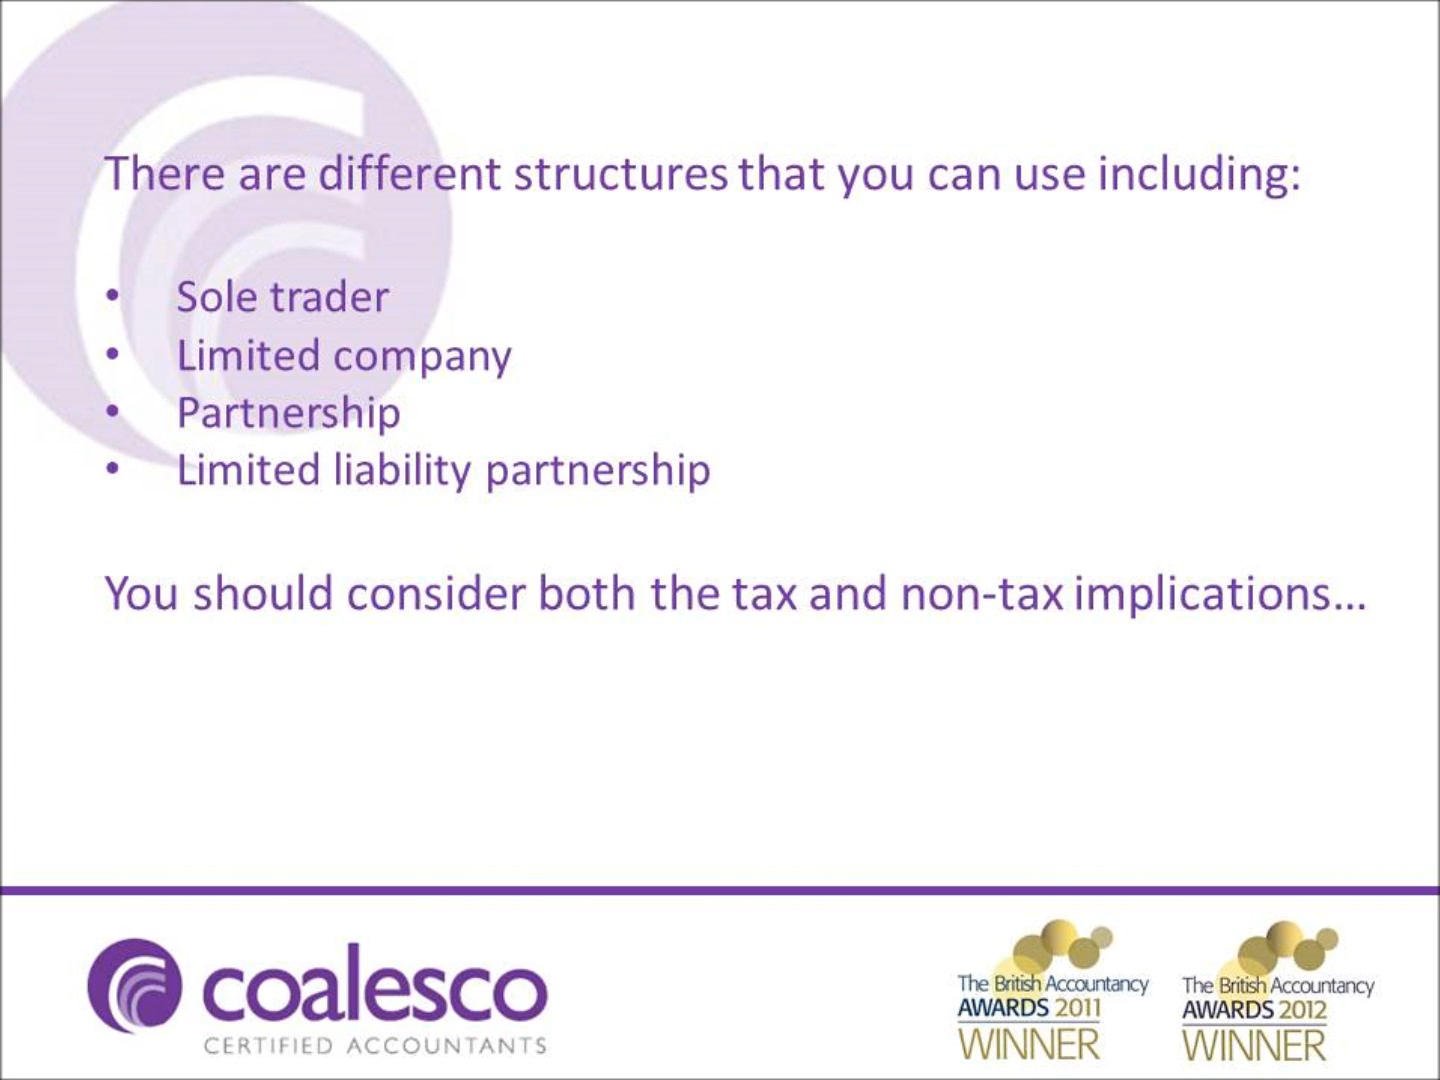 There are different structures that you can use including:
• Sole trader
• Limited company
• Partnership
• Limited liability partnership
You should consider both the tax and non-tax implications...
coalesco
CERTIFIED ACCOUNTANTS
The British Accountancy
AWARDS 2011
WINNER
The British Accountancy
AWARDS 2012
WINNER